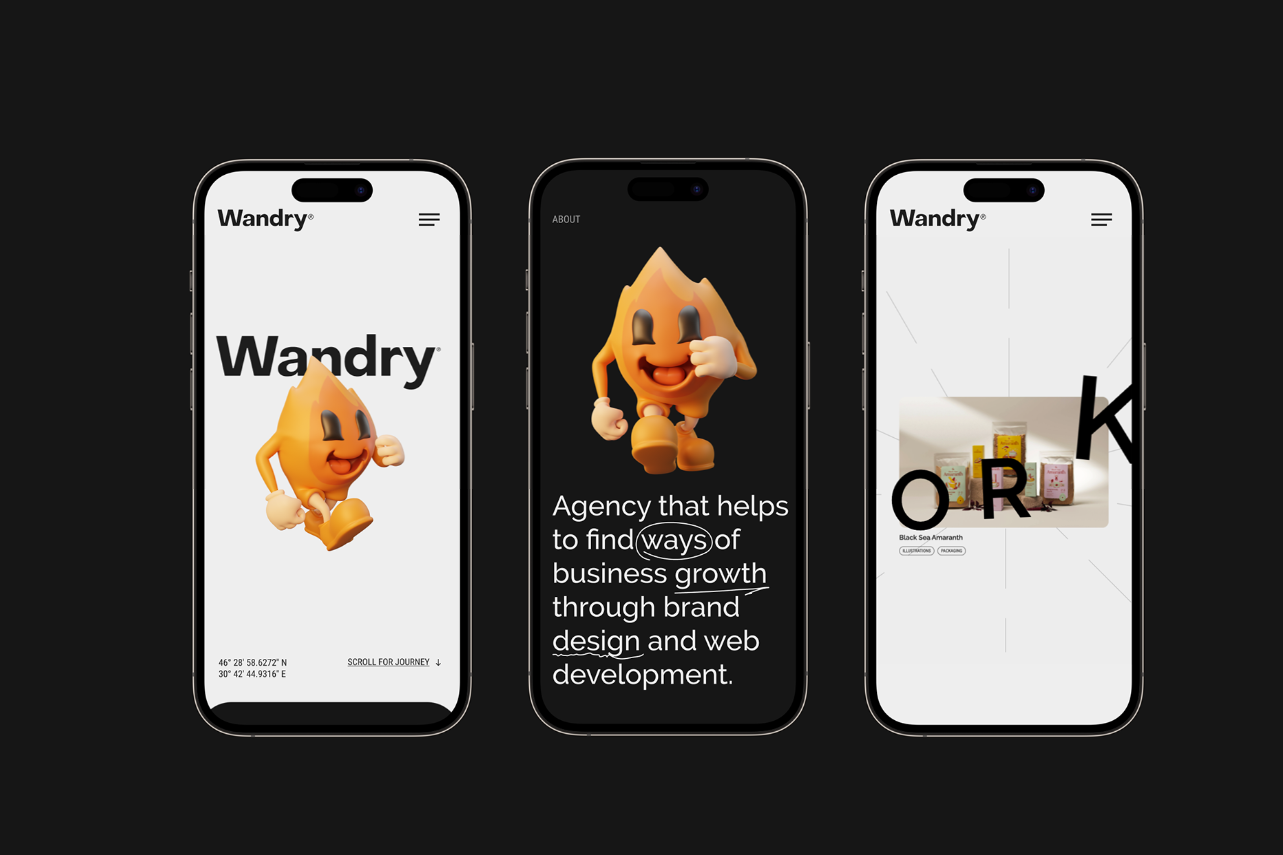 Wandry®
Wandry®
46° 28' 58.6272" N
30° 42' 44.9316" E
SCROLL FOR JOURNEY ↓
ABOUT
Agency that helps
to find ways of
business growth
through brand
design and web
development.
Wandry®
O R K
Black Sea Amaranth
ILLUSTRATIONS PACKAGING